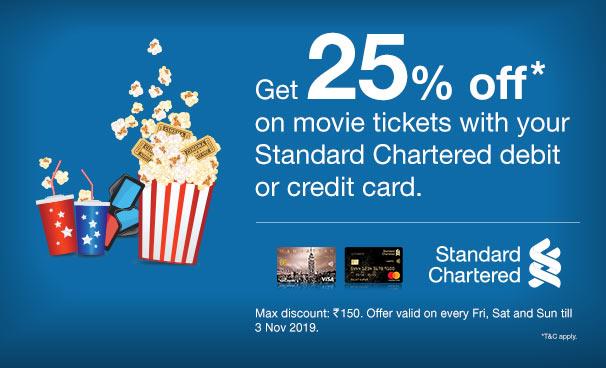 Get 25% off*
on movie tickets with your
Standard Chartered debit
or credit card.
VISA
Standard
Chartered
Max discount: ₹150. Offer valid on every Fri, Sat and Sun till
3 Nov 2019.
*T&C apply.